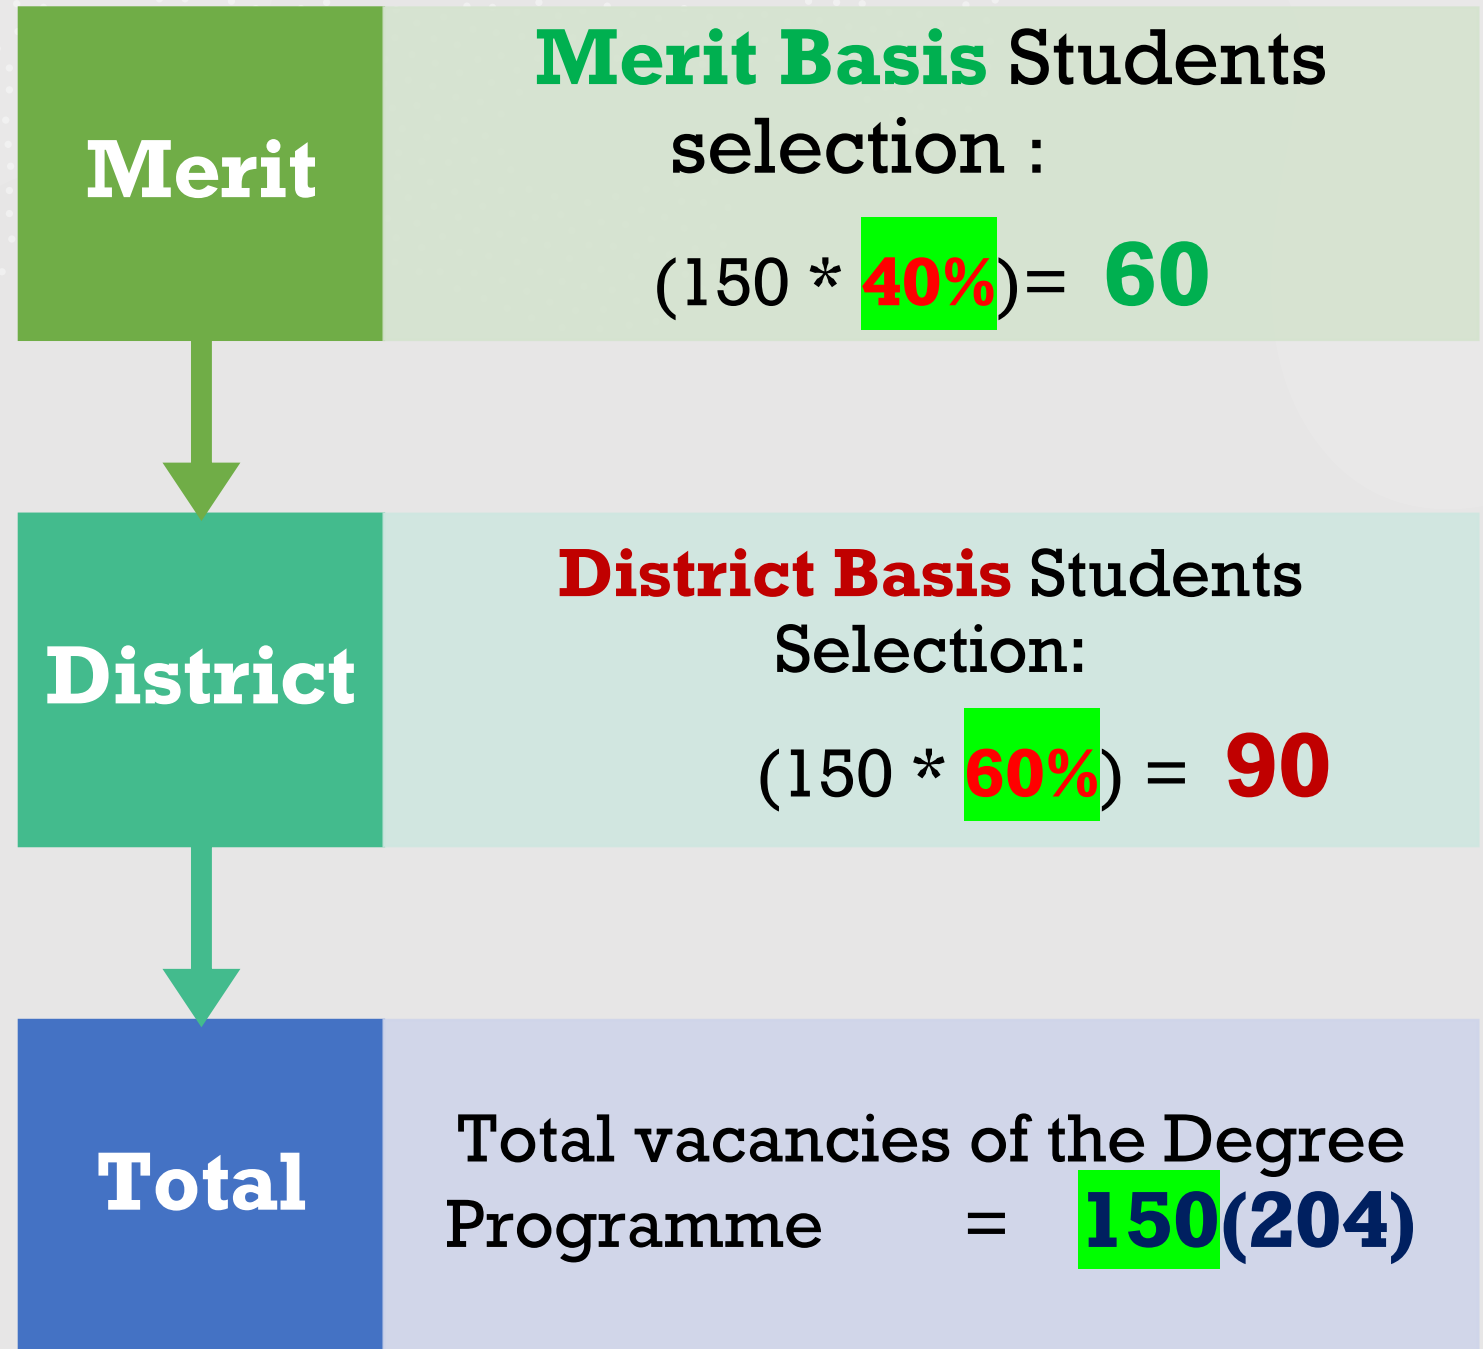 Merit
Merit Basis Students
selection :
(150 * 40%)= 60
District
District Basis Students
Selection:
(150 * 60%) = 90
Total
Total vacancies of the Degree
Programme = 150(204)